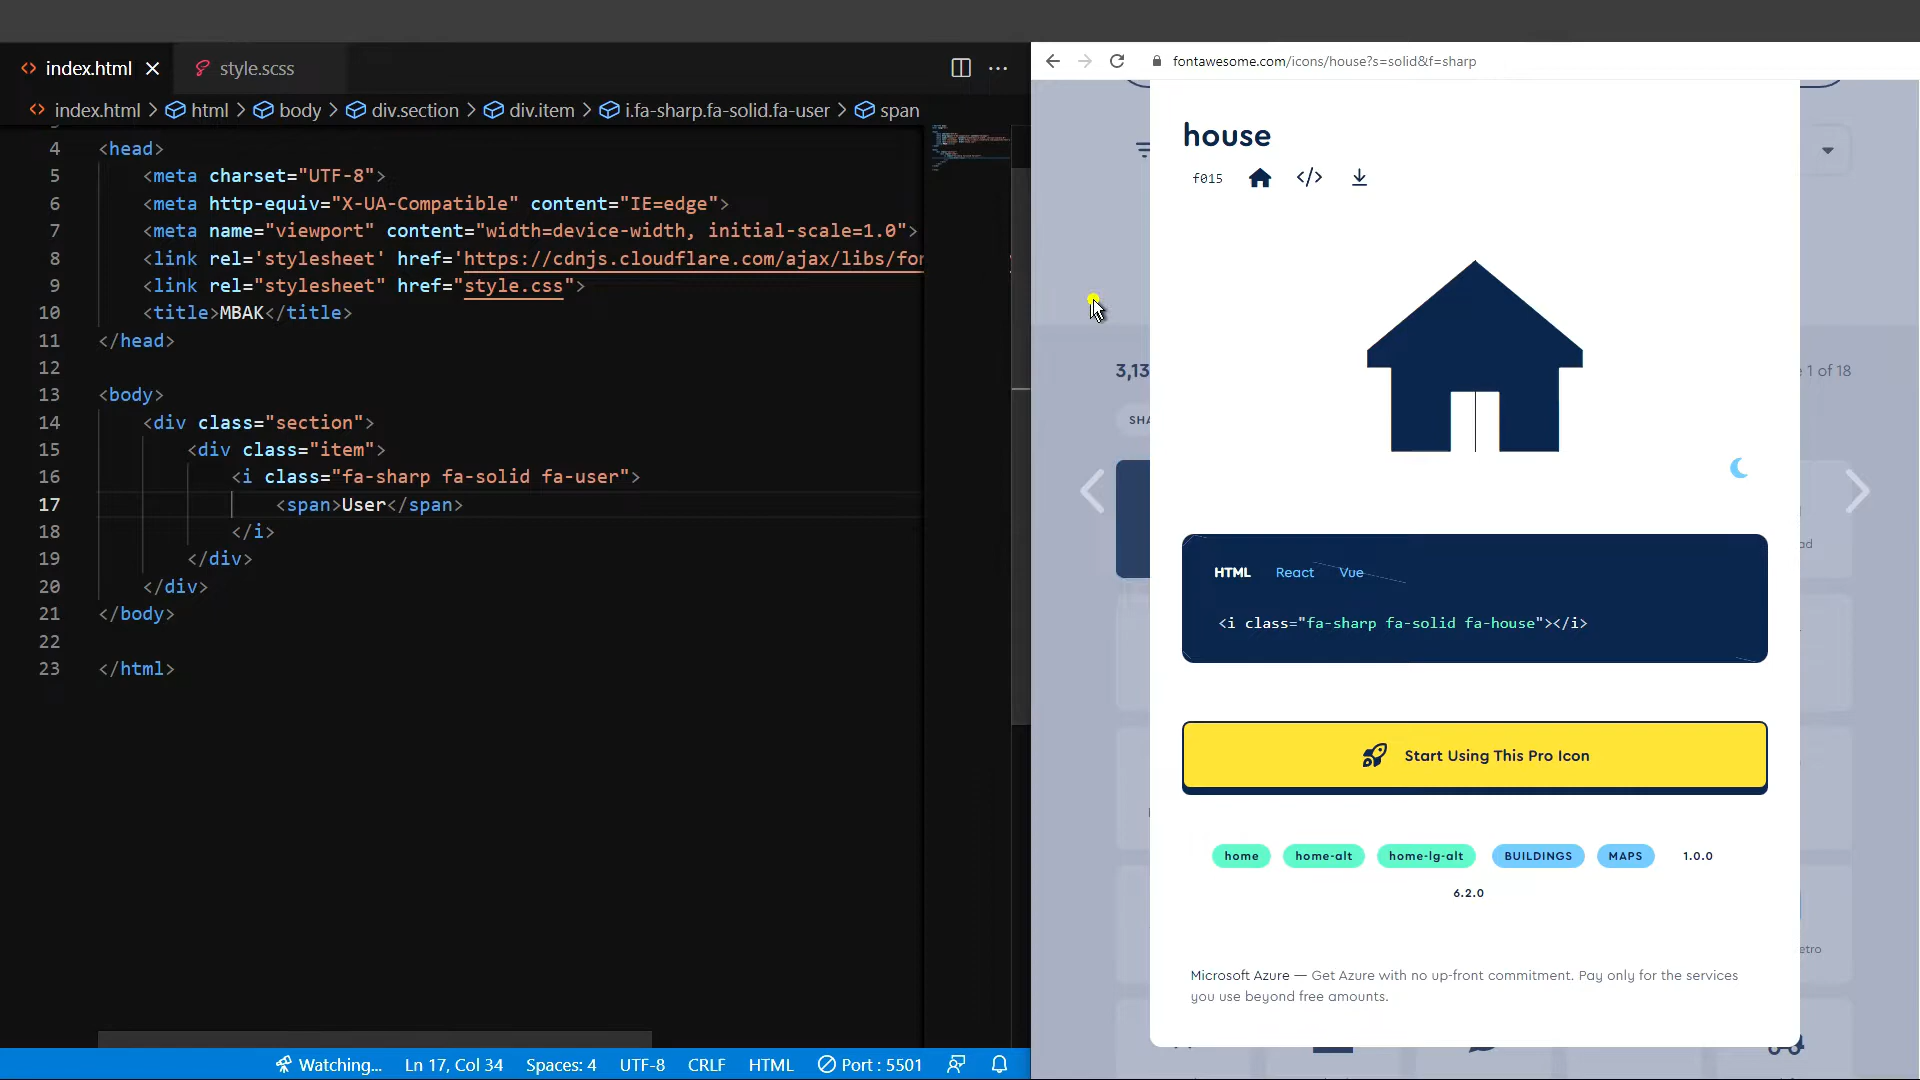 index.html
style.scss
index.html > html > body > div.section > div.item > i.fa-sharp.fa-solid.fa-user > span
4 <head>
5 <meta charset="UTF-8">
6 <meta http-equiv="X-UA-Compatible" content="IE=edge">
7 <meta name="viewport" content="width=device-width, initial-scale=1.0">
8 <link rel='stylesheet' href='https://cdnjs.cloudflare.com/ajax/libs/for
9 <link rel="stylesheet" href="style.css">
10 <title>MBAK</title>
11 </head>
12
13 <body>
14 <div class="section">
15 <div class="item">
16 <i class="fa-sharp fa-solid fa-user">
17 <span>User</span>
18 </i>
19 </div>
20 </div>
21 </body>
22
23 </html>
Watching... Ln 17, Col 34 Spaces: 4 UTF-8 CRLF HTML Port : 5501
fontawesome.com/icons/house?s=solid&f=sharp
house
f015
3,13
1 of 18
HTML React Vue
<i class="fa-sharp fa-solid fa-house"></i>
Start Using This Pro Icon
home home-alt home-lg-alt BUILDINGS MAPS 1.0.0
6.2.0
Microsoft Azure — Get Azure with no up-front commitment. Pay only for the services
you use beyond free amounts.